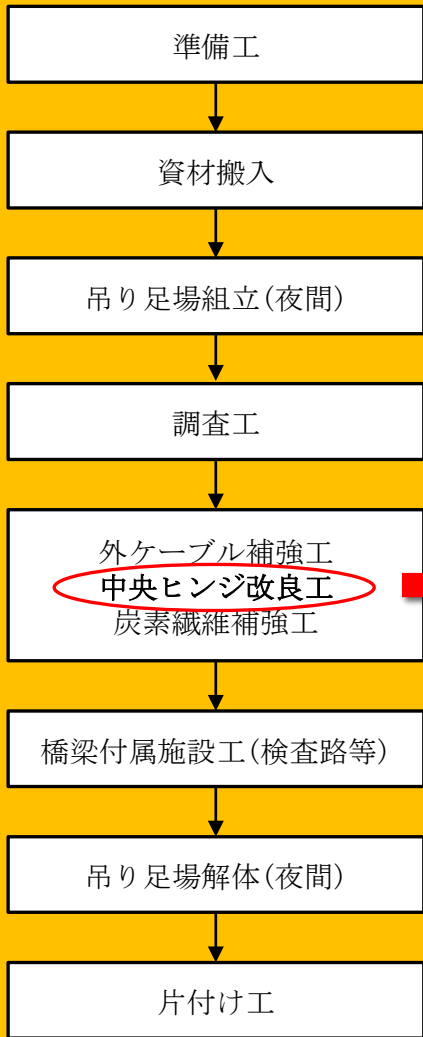 準備工
資材搬入
吊り足場組立(夜間)
調査工
外ケーブル補強工
中央ヒンジ改良工
炭素繊維補強工
橋梁付属施設工(検査路等)
吊り足場解体(夜間)
片付け工